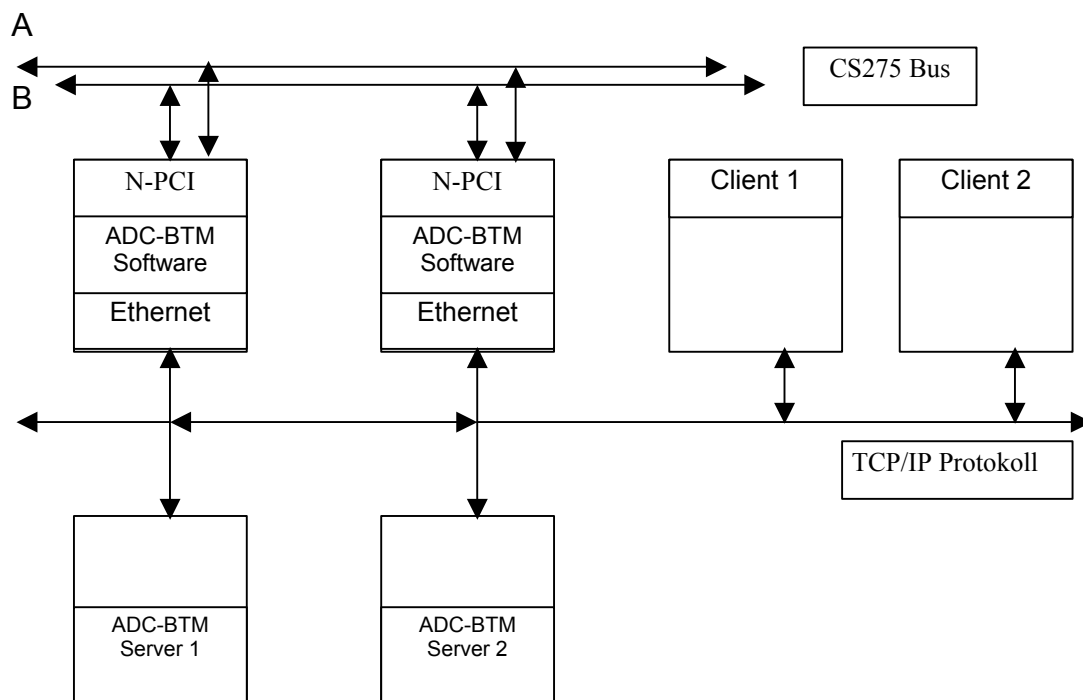 A
B
CS275 Bus
N-PCI
N-PCI
Client 1
Client 2
ADC-BTM
Software
ADC-BTM
Software
Ethernet
Ethernet
TCP/IP Protokoll
ADC-BTM
Server 1
ADC-BTM
Server 2